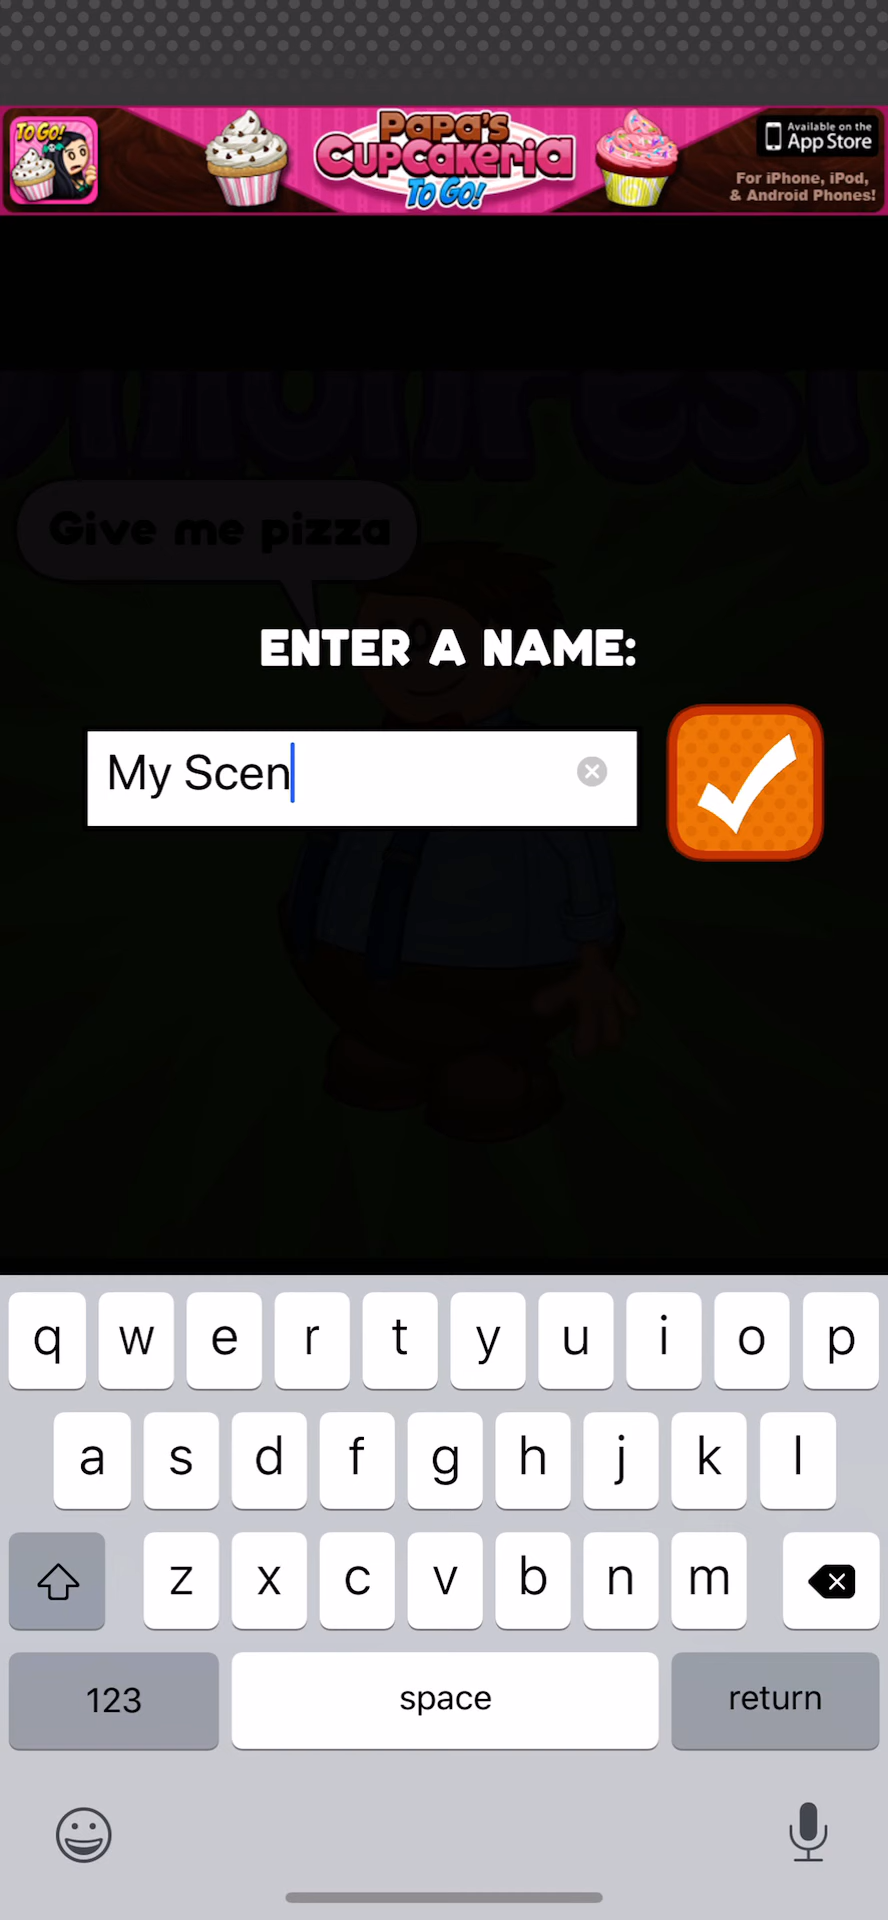 TO GO!
Papa's
Cupcakeria
TO GO!
Available on the
App Store
For iPhone, iPod,
& Android Phones!
Give me pizza
ENTER A NAME:
My Scen
q w e r t y u i o p
a s d f g h j k l
z x c v b n m
123 space return